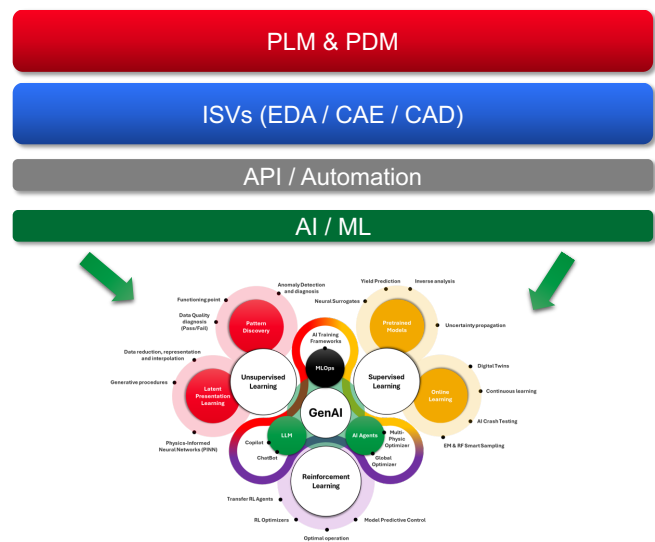 PLM & PDM
ISVs (EDA / CAE / CAD)
API / Automation
AI / ML
Anomaly Detection
and diagnosis
Functioning point
Data Quality
diagnosis
(Pass/Fail)
Pattern
Discovery
Data reduction, representation
and interpolation
Generative procedures
Latent
Presentation
Learning
Physics-Informed
Neural Networks (PINN)
Unsupervised
Learning
AI Training
Frameworks
MLOps
GenAI
LLM
Copilot
ChatBot
AI Agents
Multi-
Physic
Optimizer
Global
Optimizer
Yield Prediction
Inverse analysis
Neural Surrogates
Pretrained
Models
Uncertainty propagation
Supervised
Learning
Digital Twins
Continuous learning
Online
Learning
AI Crash Testing
EM & RF Smart Sampling
Reinforcement
Learning
Transfer RL Agents
RL Optimizers
Optimal operation
Model Predictive Control